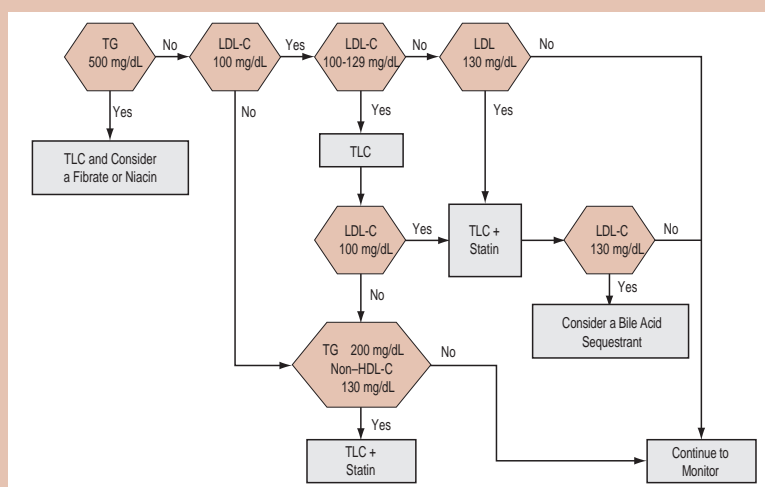 TG
500 mg/dL
No
LDL-C
100 mg/dL
Yes
LDL-C
100-129 mg/dL
No
LDL
130 mg/dL
No
Yes
No
Yes
Yes
TLC and Consider
a Fibrate or Niacin
TLC
LDL-C
100 mg/dL
Yes
TLC +
Statin
LDL-C
130 mg/dL
No
No
Yes
Consider a Bile Acid
Sequestrant
TG 200 mg/dL
Non–HDL-C
130 mg/dL
No
Yes
TLC +
Statin
Continue to
Monitor